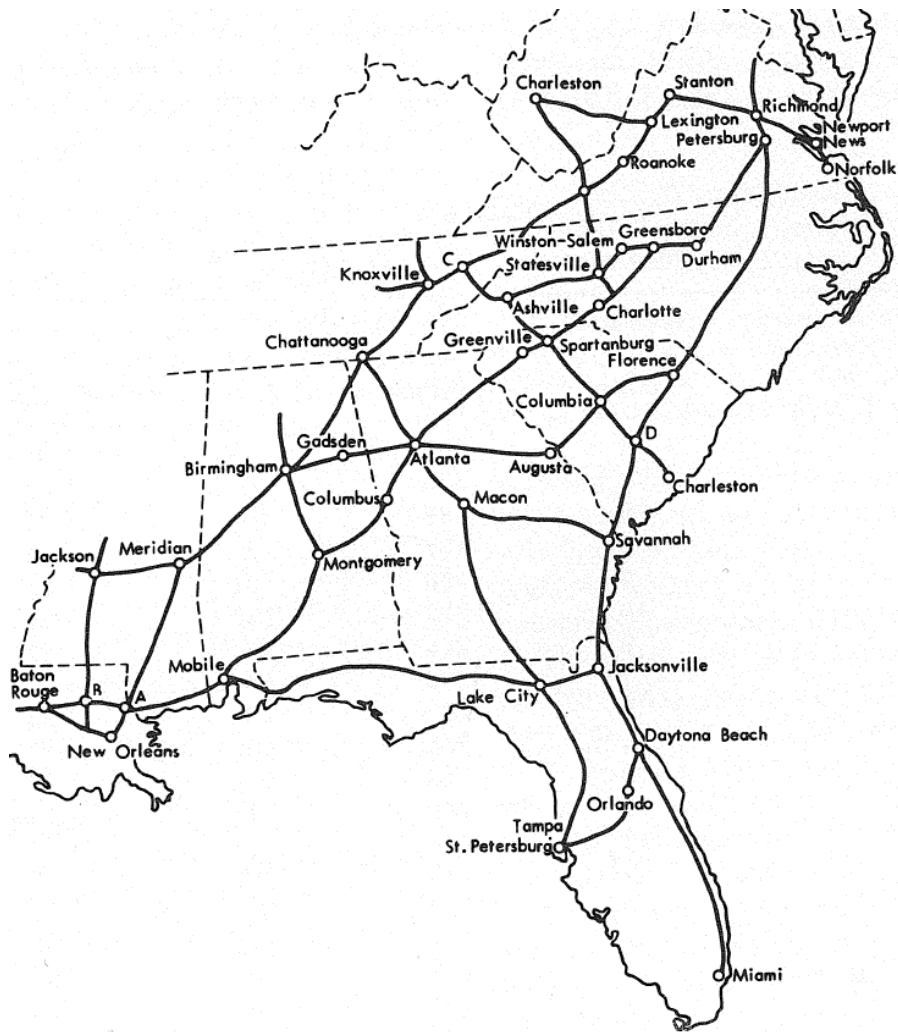 Charleston
Stanton
Richmond
Lexington
Newport
News
Petersburg
Roanoke
Norfolk
Winston-Salem
Greensboro
C
Statesville
Durham
Knoxville
Ashville
Charlotte
Chattanooga
Greenville
Spartanburg
Florence
Columbia
D
Gadsden
Birmingham
Atlanta
Augusta
Columbus
Macon
Charleston
Jackson
Meridian
Montgomery
Savannah
Mobile
Jacksonville
Baton
Rouge
B
A
Lake City
New Orleans
Daytona Beach
Orlando
Tampa
St. Petersburg
Miami